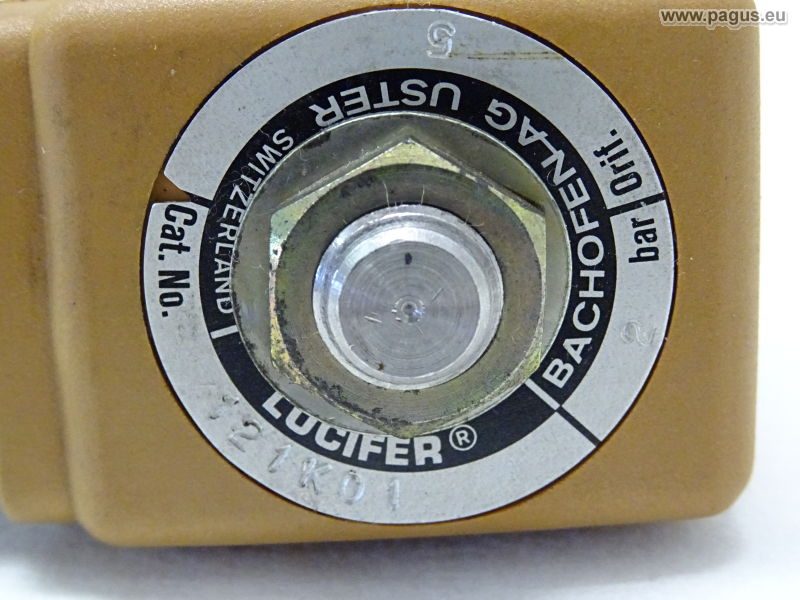 www.pagus.eu
5
BACHOFEN AG USTER SWITZERLAND
Orif.
bar
2
Cat. No.
121K01
LUCIFER®